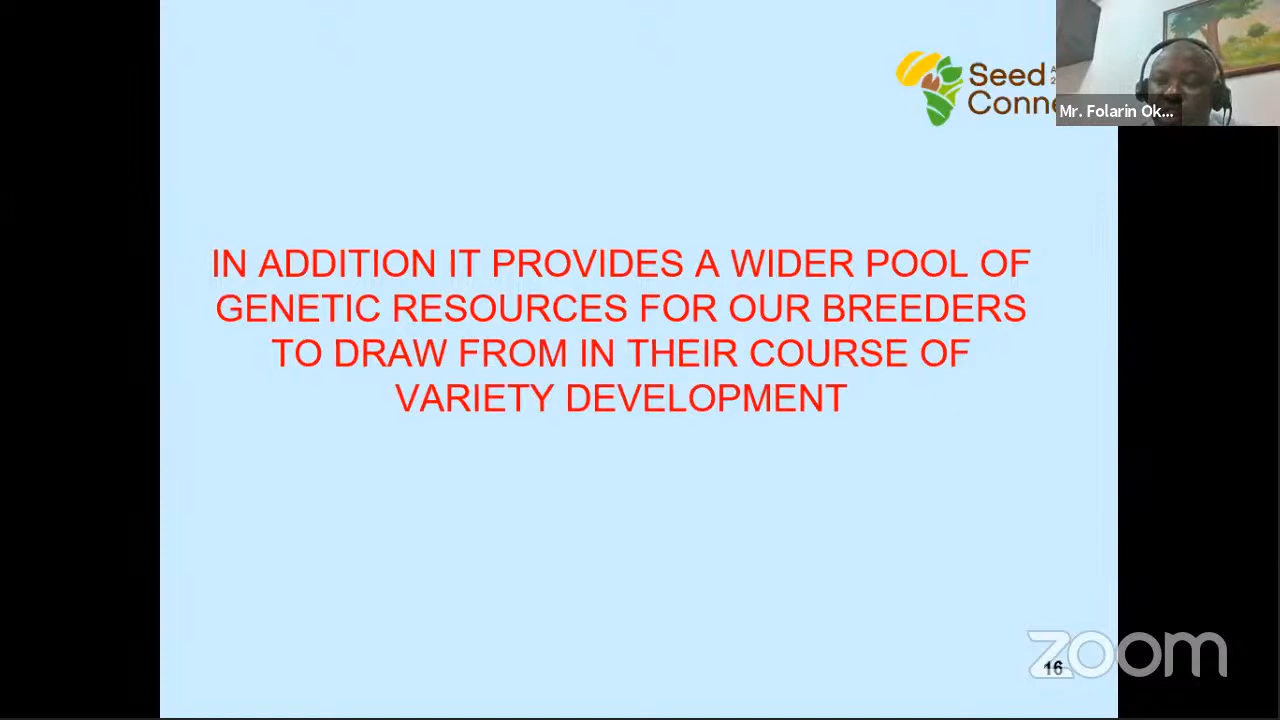 Seed
Conne
Mr. Folarin Ok...
IN ADDITION IT PROVIDES A WIDER POOL OF
GENETIC RESOURCES FOR OUR BREEDERS
TO DRAW FROM IN THEIR COURSE OF
VARIETY DEVELOPMENT
zoom
16